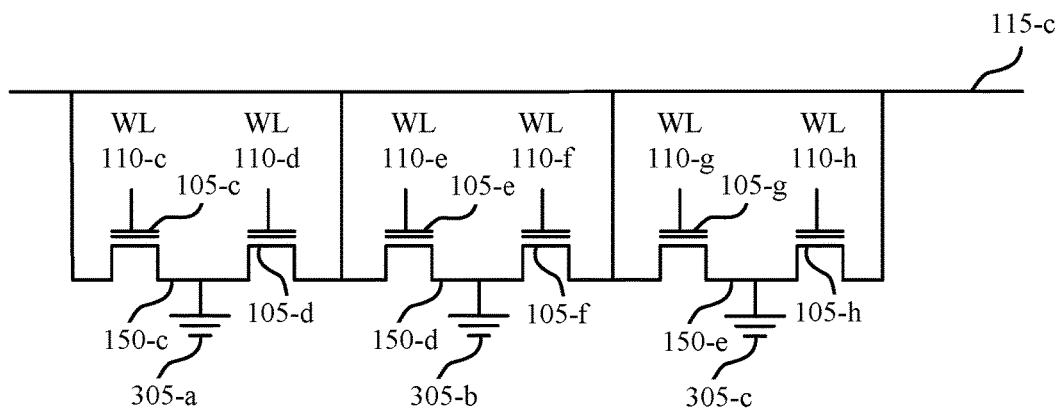 115-c
WL WL WL WL WL WL
110-c 110-d 110-e 110-f 110-g 110-h
105-c 105-e 105-g
150-c 105-d 150-d 105-f 150-e 105-h
305-a 305-b 305-c